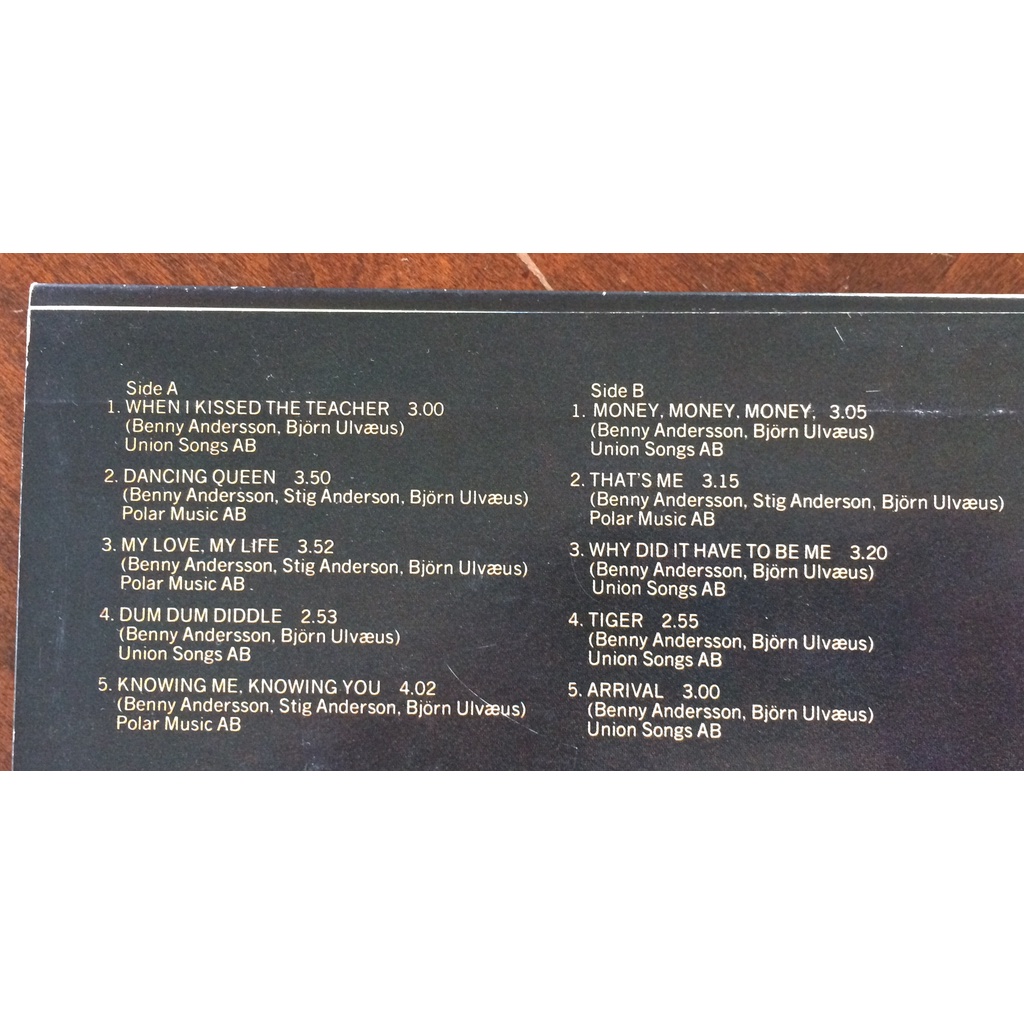 Side A
1. WHEN I KISSED THE TEACHER 3.00
(Benny Andersson, Björn Ulvæus)
Union Songs AB
2. DANCING QUEEN 3.50
(Benny Andersson, Stig Anderson, Björn Ulvæus)
Polar Music AB
3. MY LOVE, MY LIFE 3.52
(Benny Andersson, Stig Anderson, Björn Ulvæus)
Polar Music AB
4. DUM DUM DIDDLE 2.53
(Benny Andersson, Björn Ulvæus)
Union Songs AB
5. KNOWING ME, KNOWING YOU 4.02
(Benny Andersson, Stig Anderson, Björn Ulvæus)
Polar Music AB
Side B
1. MONEY, MONEY, MONEY, 3.05
(Benny Andersson, Björn Ulvæus)
Union Songs AB
2. THAT'S ME 3.15
(Benny Andersson, Stig Anderson, Björn Ulvæus)
Polar Music AB
3. WHY DID IT HAVE TO BE ME 3.20
(Benny Andersson, Björn Ulvæus)
Union Songs AB
4. TIGER 2.55
(Benny Andersson, Björn Ulvæus)
Union Songs AB
5. ARRIVAL 3.00
(Benny Andersson, Björn Ulvæus)
Union Songs AB